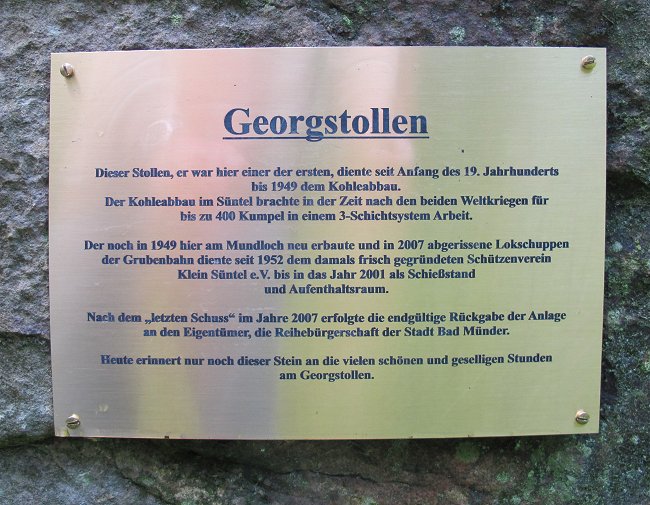 Georgstollen
Dieser Stollen, er war hier einer der ersten, diente seit Anfang des 19. Jahrhunderts
bis 1949 dem Kohleabbau.
Der Kohleabbau im Süntel brachte in der Zeit nach den beiden Weltkriegen für
bis zu 400 Kumpel in einem 3-Schichtsystem Arbeit.
Der noch in 1949 hier am Mundloch neu erbaute und in 2007 abgerissene Lokschuppen
der Grubenbahn diente seit 1952 dem damals frisch gegründeten Schützenverein
Klein Süntel e.V. bis in das Jahr 2001 als Schießstand
und Aufenthaltsraum.
Nach dem „letzten Schuss“ im Jahre 2007 erfolgte die endgültige Rückgabe der Anlage
an den Eigentümer, die Reihebürgerschaft der Stadt Bad Münder.
Heute erinnert nur noch dieser Stein an die vielen schönen und geselligen Stunden
am Georgstollen.